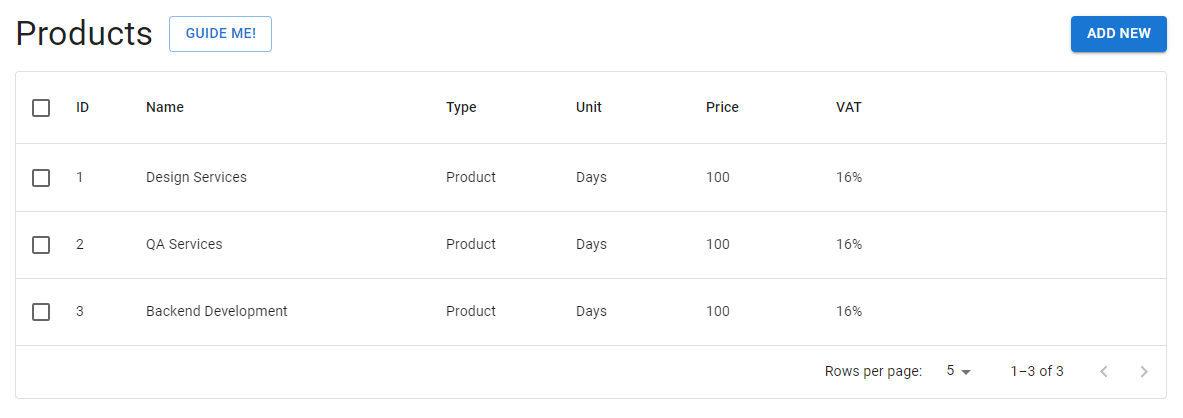 Products GUIDE ME! ADD NEW
ID Name Type Unit Price VAT
1 Design Services Product Days 100 16%
2 QA Services Product Days 100 16%
3 Backend Development Product Days 100 16%
Rows per page: 5 1–3 of 3